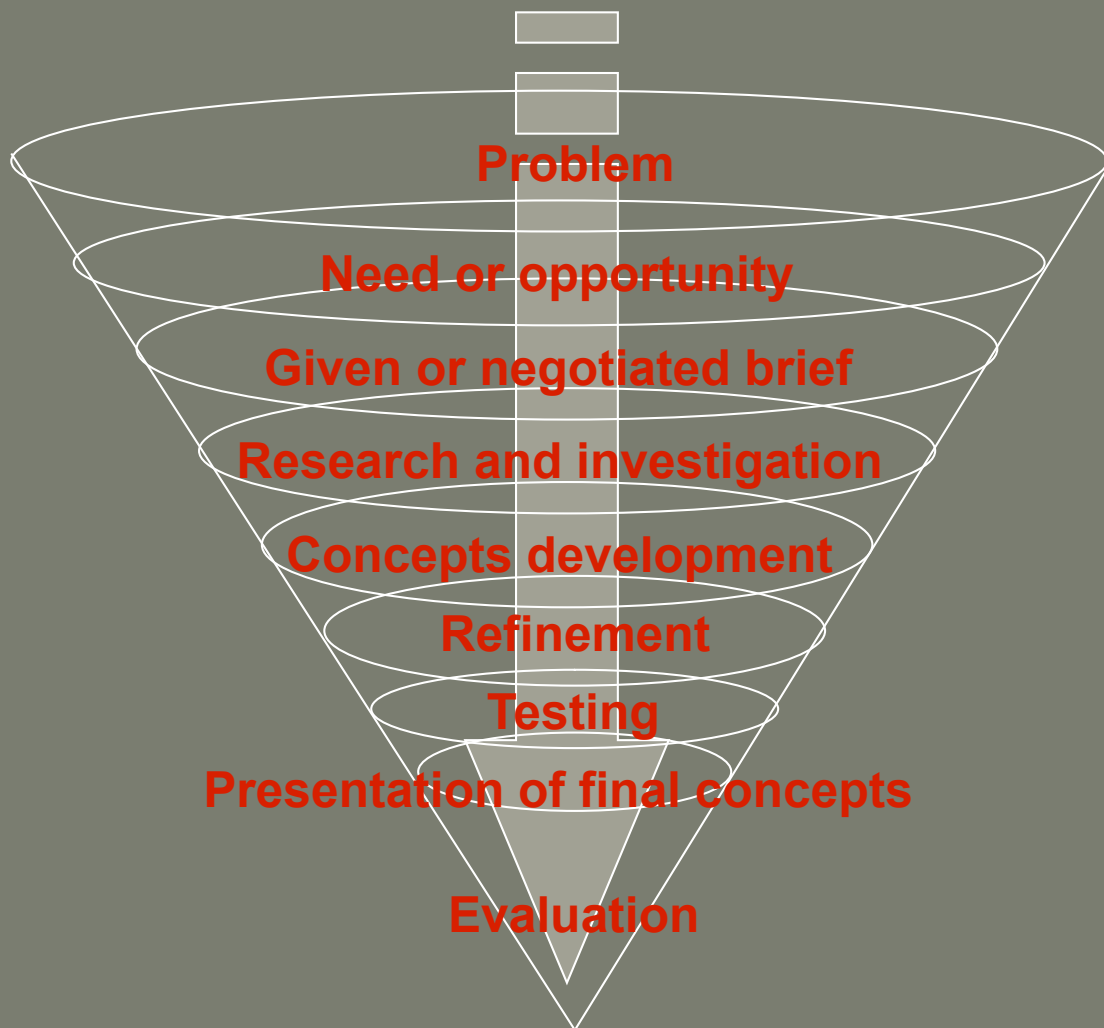 Problem
Need or opportunity
Given or negotiated brief
Research and investigation
Concepts development
Refinement
Testing
Presentation of final concepts
Evaluation